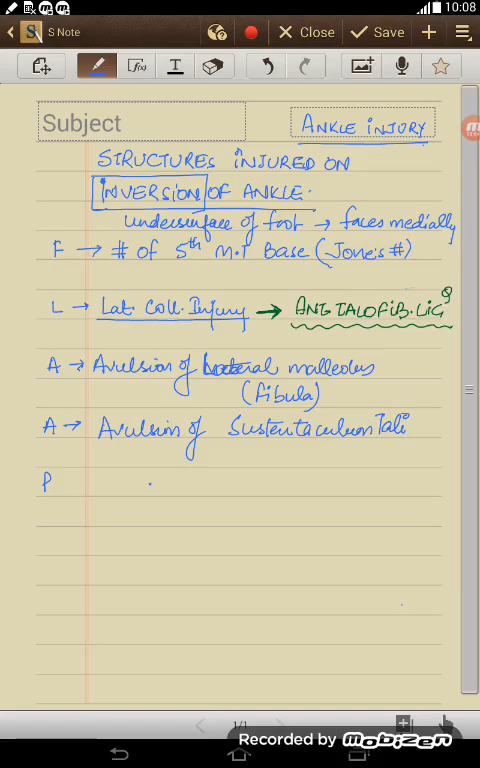 10:08
S Note
Close
Save
Subject
ANKLE INJURY
STRUCTURES INJURED ON
INVERSION OF ANKLE.
undersurface of foot → faces medially
F → # of 5th M.T Base (Jone's #)
L → Lat. Coll. Injury → ANT. TALOFIB. LIG
A → Avulsion of lateral malleolus
(fibula)
A → Avulsion of Sustentaculum Tali
P
1/1
Recorded by mobizen